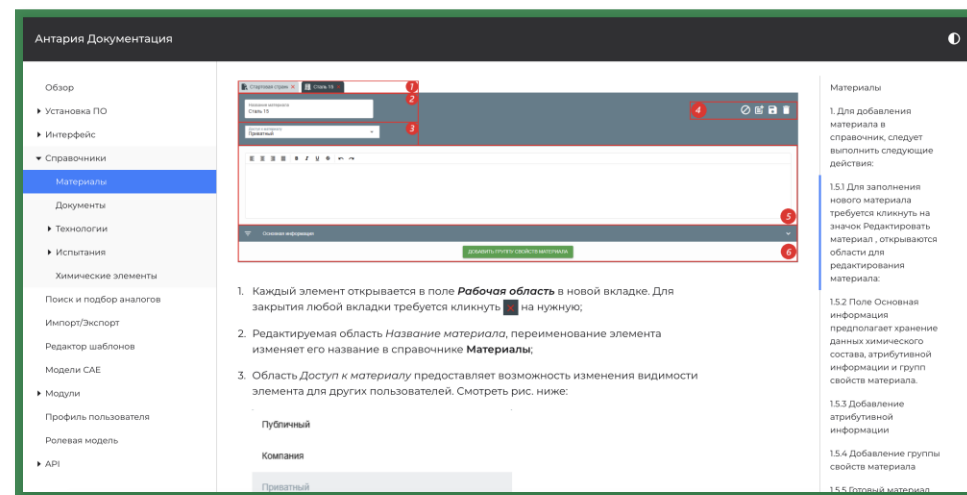 Антария Документация
Обзор
Установка ПО
Интерфейс
Справочники
Материалы
Документы
Технологии
Испытания
Химические элементы
Поиск и подбор аналогов
Импорт/Экспорт
Редактор шаблонов
Модели CAE
Модули
Профиль пользователя
Ролевая модель
API
Стартовая стран × Сталь 15
1
2
Название материала
Сталь 15
3
Доступ к материалу
Приватный
4
B I U S
5
Основная информация
ДОБАВИТЬ ГРУППУ СВОЙСТВ МАТЕРИАЛА
6
1. Каждый элемент открывается в поле Рабочая область в новой вкладке. Для
закрытия любой вкладки требуется кликнуть × на нужную;
2. Редактируемая область Название материала, переименование элемента
изменяет его название в справочнике Материалы;
3. Область Доступ к материалу предоставляет возможность изменения видимости
элемента для других пользователей. Смотреть рис. ниже:
Публичный
Компания
Приватный
Материалы
1. Для добавления
материала в
справочник, следует
выполнить следующие
действия:
1.5.1 Для заполнения
нового материала
требуется кликнуть на
значок Редактировать
материал , открываются
области для
редактирования
материала:
1.5.2 Поле Основная
информация
предполагает хранение
данных химического
состава, атрибутивной
информации и групп
свойств материала.
1.5.3 Добавление
атрибутивной
информации
1.5.4 Добавление группы
свойств материала
1.5.5 Готовый материал